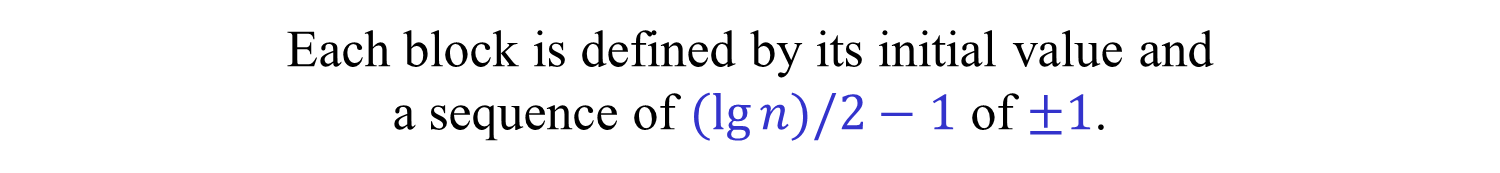 Each block is defined by its initial value and
a sequence of (lg n)/2 − 1 of ±1.